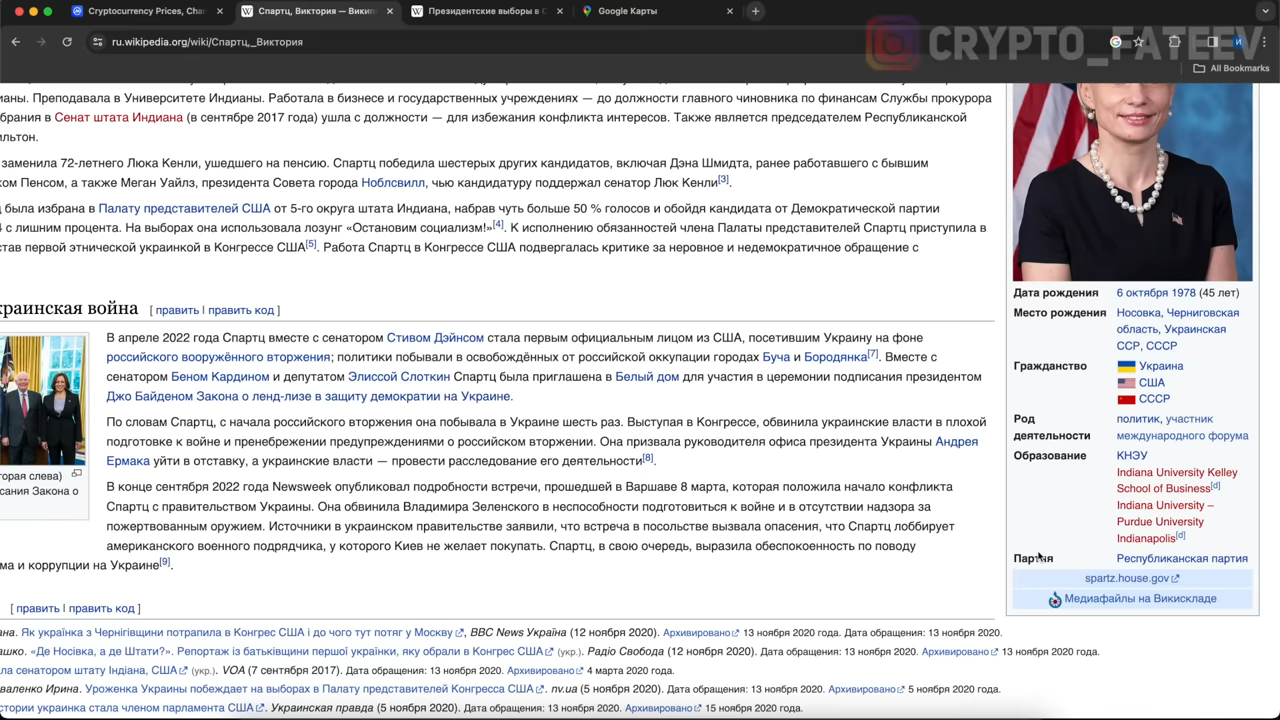 Cryptocurrency Prices, Cha
Спартц, Виктория — Викип
Президентские выборы в С
Google Карты
ru.wikipedia.org/wiki/Спартц,_Виктория
CRYPTO_FATEEV
All Bookmarks
ианы. Преподавала в Университете Индианы. Работала в бизнесе и государственных учреждениях — до должности главного чиновника по финансам Службы прокурора
збрания в Сенат штата Индиана (в сентябре 2017 года) ушла с должности — для избежания конфликта интересов. Также является председателем Республиканской
ильтон.
заменила 72-летнего Люка Кенли, ушедшего на пенсию. Спартц победила шестерых других кандидатов, включая Дэна Шмидта, ранее работавшего с бывшим
ком Пенсом, а также Меган Уайлз, президента Совета города Ноблсвилл, чью кандидатуру поддержал сенатор Люк Кенли[3].
д была избрана в Палату представителей США от 5-го округа штата Индиана, набрав чуть больше 50 % голосов и обойдя кандидата от Демократической партии
4 с лишним процента. На выборах она использовала лозунг «Остановим социализм!»[4]. К исполнению обязанностей члена Палаты представителей Спартц приступила в
став первой этнической украинкой в Конгрессе США[5]. Работа Спартц в Конгрессе США подвергалась критике за неровное и недемократичное обращение с
краинская война [ править | править код ]
В апреле 2022 года Спартц вместе с сенатором Стивом Дэйнсом стала первым официальным лицом из США, посетившим Украину на фоне
российского вооружённого вторжения; политики побывали в освобождённых от российской оккупации городах Буча и Бородянка[7]. Вместе с
сенатором Беном Кардином и депутатом Элиссой Слоткин Спартц была приглашена в Белый дом для участия в церемонии подписания президентом
Джо Байденом Закона о ленд-лизе в защиту демократии на Украине.
По словам Спартц, с начала российского вторжения она побывала в Украине шесть раз. Выступая в Конгрессе, обвинила украинские власти в плохой
подготовке к войне и пренебрежении предупреждениями о российском вторжении. Она призвала руководителя офиса президента Украины Андрея
Ермака уйти в отставку, а украинские власти — провести расследование его деятельности[8].
торая слева)
сания Закона о
В конце сентября 2022 года Newsweek опубликовал подробности встречи, прошедшей в Варшаве 8 марта, которая положила начало конфликта
Спартц с правительством Украины. Она обвинила Владимира Зеленского в неспособности подготовиться к войне и в отсутствии надзора за
пожертвованным оружием. Источники в украинском правительстве заявили, что встреча в посольстве вызвала опасения, что Спартц лоббирует
американского военного подрядчика, у которого Киев не желает покупать. Спартц, в свою очередь, выразила обеспокоенность по поводу
ма и коррупции на Украине[9].
[ править | править код ]
ана. Як українка з Чернігівщини потрапила в Конгрес США і до чого тут потяг у Москву, BBC News Україна (12 ноября 2020). Архивировано 13 ноября 2020 года. Дата обращения: 13 ноября 2020.
ашко. «Де Носівка, а де Штати?». Репортаж із батьківщини першої українки, яку обрали в Конгрес США (укр.). Радіо Свобода (12 ноября 2020). Дата обращения: 13 ноября 2020. Архивировано 13 ноября 2020 года.
ла сенатором штату Індіана, США (укр.). VOA (7 сентября 2017). Дата обращения: 13 ноября 2020. Архивировано 4 марта 2020 года.
оваленко Ирина. Уроженка Украины побеждает на выборах в Палату представителей Конгресса США. nv.ua (5 ноября 2020). Дата обращения: 13 ноября 2020. Архивировано 5 ноября 2020 года.
стории украинка стала членом парламента США. Украинская правда (5 ноября 2020). Дата обращения: 13 ноября 2020. Архивировано 15 ноября 2020 года.
Дата рождения 6 октября 1978 (45 лет)
Место рождения Носовка, Черниговская
область, Украинская
ССР, СССР
Гражданство Украина
США
СССР
Род политик, участник
деятельности международного форума
Образование КНЭУ
Indiana University Kelley
School of Business[d]
Indiana University –
Purdue University
Indianapolis[d]
Партия Республиканская партия
spartz.house.gov
Медиафайлы на Викискладе